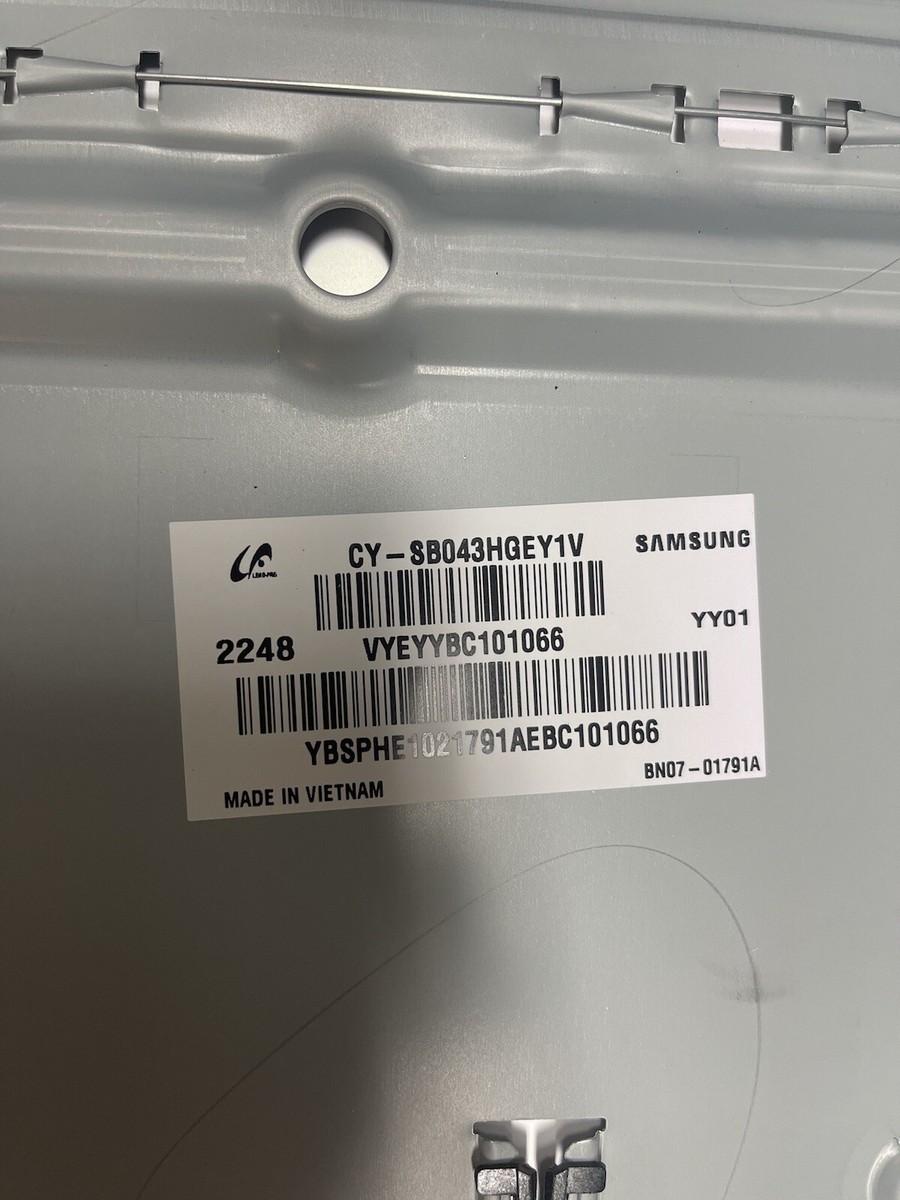 CY-SB043HGEY1V
SAMSUNG
YY01
2248 VYEYYBC101066
YBSPHE1021791AEBC101066
BN07-01791A
MADE IN VIETNAM